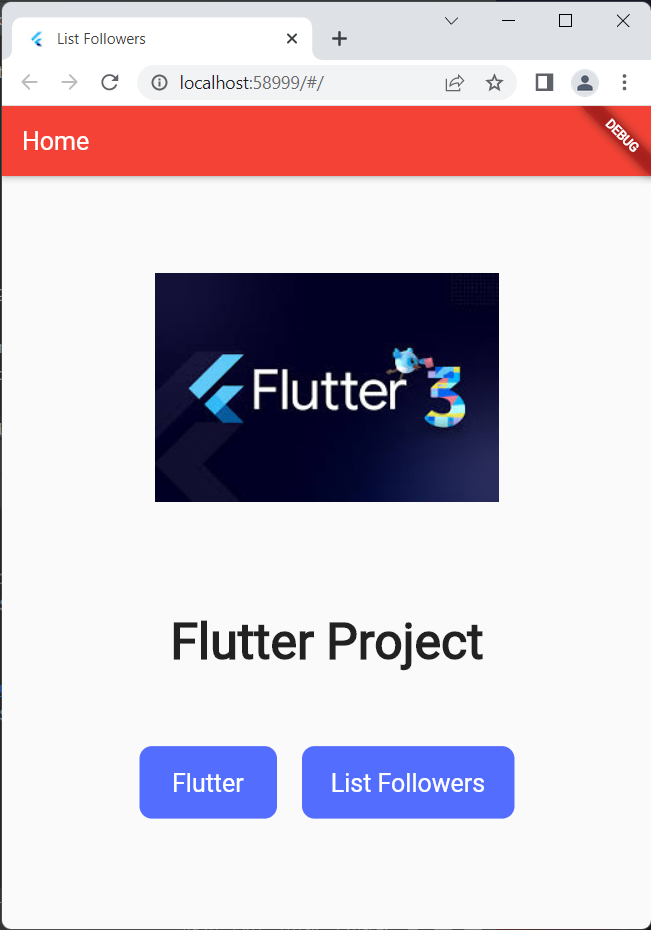 List Followers
localhost:58999/#/
Home
DEBUG
Flutter 3
Flutter Project
Flutter
List Followers